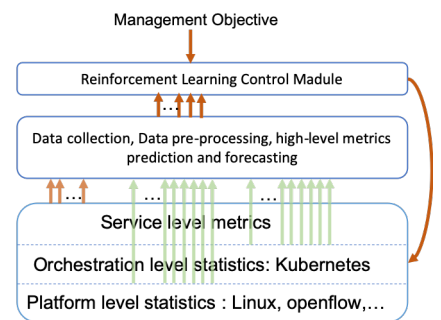 Management Objective
Reinforcement Learning Control Madule
...
Data collection, Data pre-processing, high-level metrics
prediction and forecasting
... ... ...
Service level metrics
Orchestration level statistics: Kubernetes
Platform level statistics : Linux, openflow,...